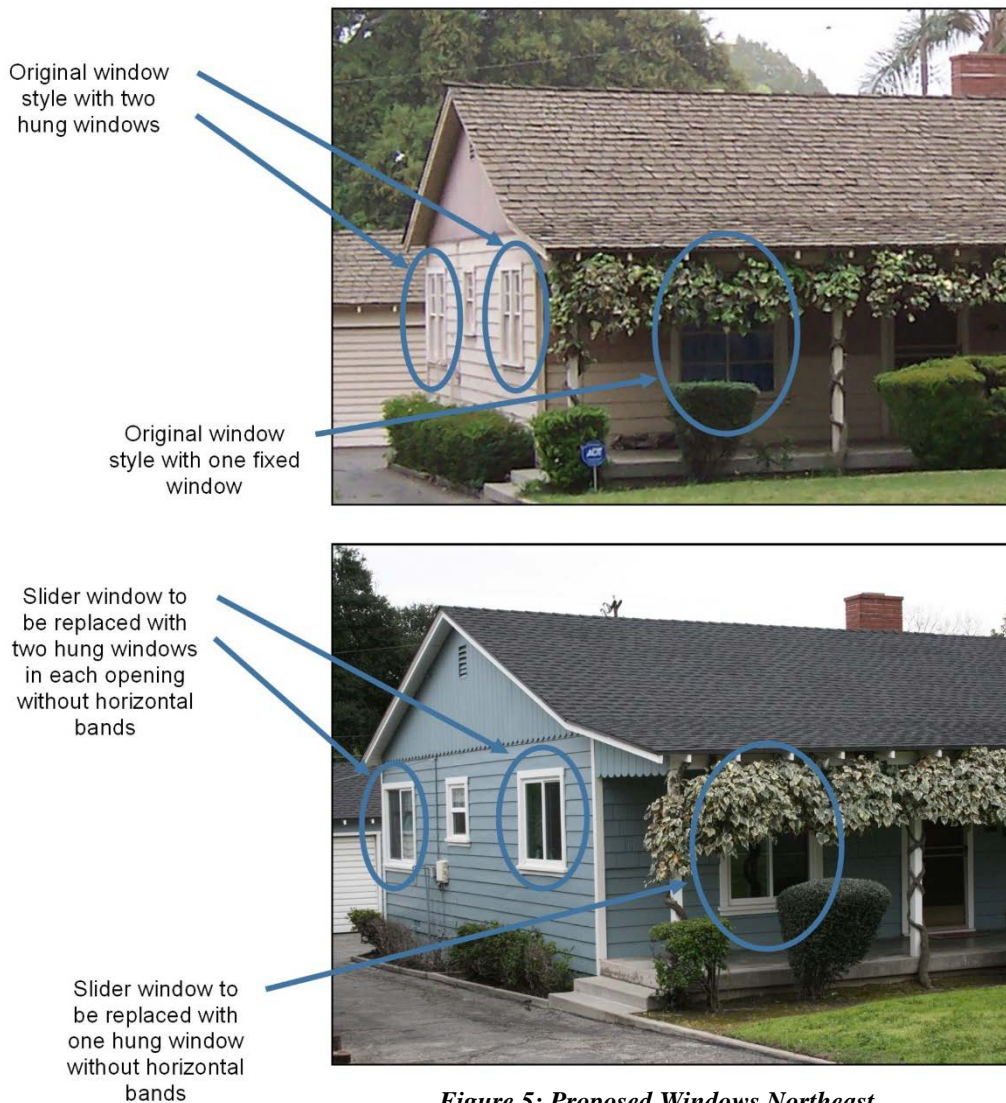 Original window
style with two
hung windows
ADT
Original window
style with one fixed
window
Slider window to
be replaced with
two hung windows
in each opening
without horizontal
bands
Slider window to
be replaced with
one hung window
without horizontal
bands
Figure 5: Proposed Windows Northeast